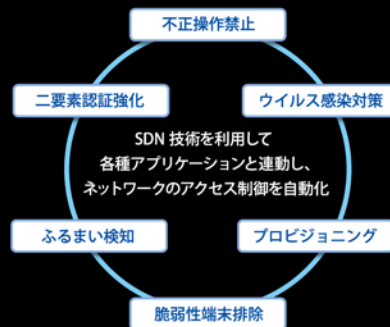 不正操作禁止
二要素認証強化
ウイルス感染対策
SDN 技術を利用して
各種アプリケーションと連動し、
ネットワークのアクセス制御を自動化
ふるまい検知
プロビジョニング
脆弱性端末排除